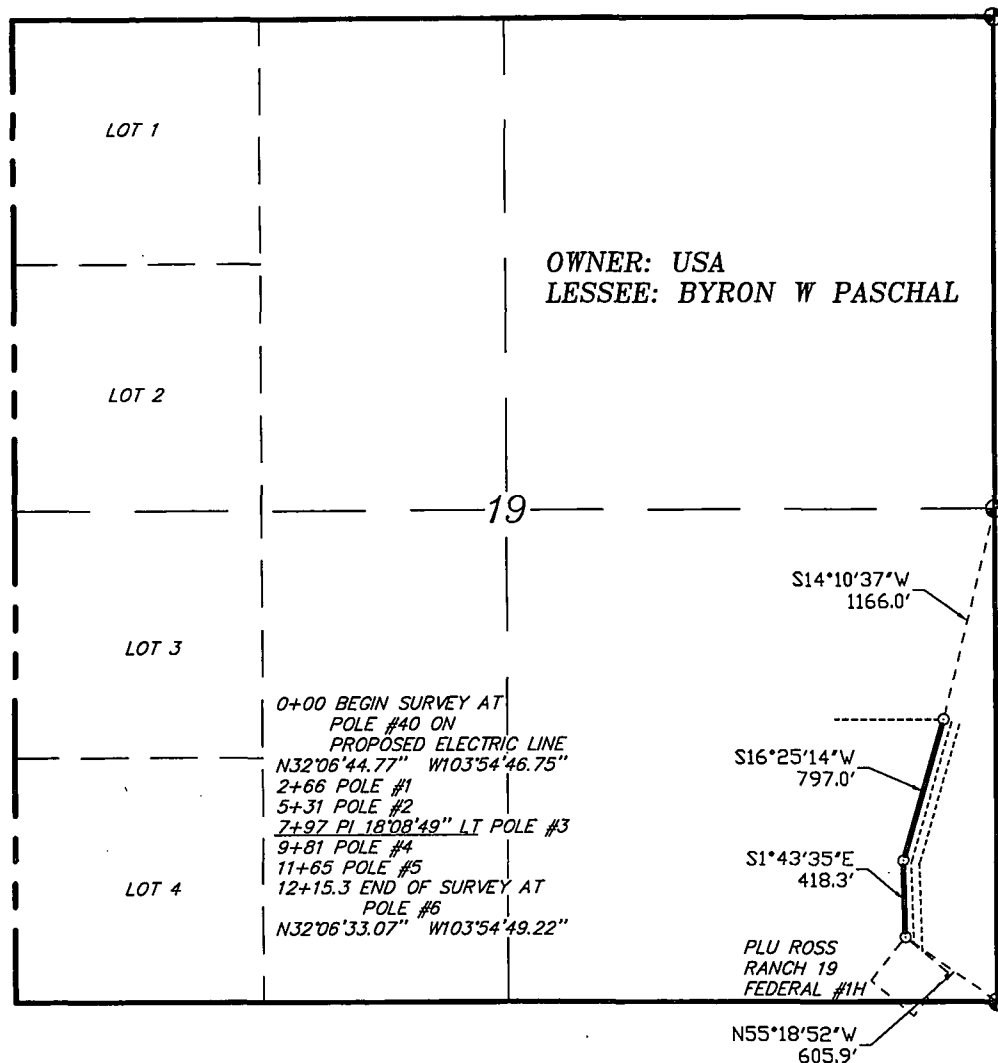 LOT 1
OWNER: USA
LESSEE: BYRON W PASCHAL
LOT 2
19
S14°10'37"W
1166.0'
LOT 3
0+00 BEGIN SURVEY AT
POLE #40 ON
PROPOSED ELECTRIC LINE
N32°06'44.77" W103°54'46.75"
2+66 POLE #1
5+31 POLE #2
7+97 PI 18°08'49" LT POLE #3
9+81 POLE #4
11+65 POLE #5
12+15.3 END OF SURVEY AT
POLE #6
N32°06'33.07" W103°54'49.22"
S16°25'14"W
797.0'
S1°43'35"E
418.3'
LOT 4
PLU ROSS
RANCH 19
FEDERAL #1H
N55°18'52"W
605.9'